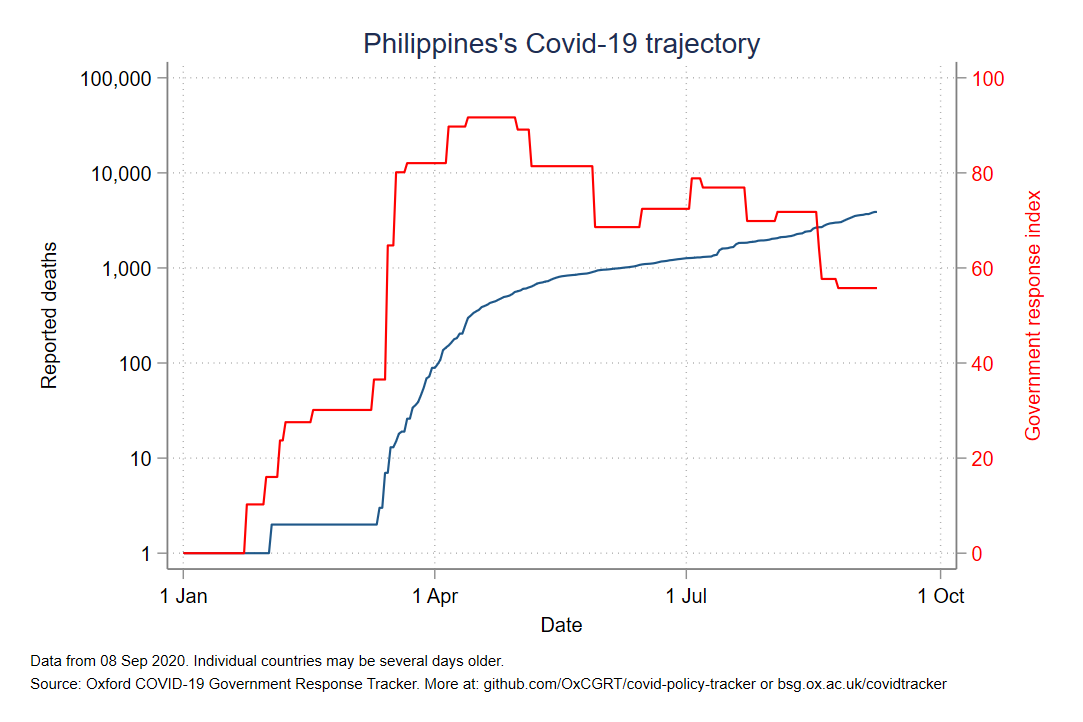 Philippines's Covid-19 trajectory
100,000
10,000
1,000
100
10
1
Reported deaths
100
80
60
40
20
0
Government response index
1 Jan
1 Apr
1 Jul
1 Oct
Date
Data from 08 Sep 2020. Individual countries may be several days older.
Source: Oxford COVID-19 Government Response Tracker. More at: github.com/OxCGRT/covid-policy-tracker or bsg.ox.ac.uk/covidtracker